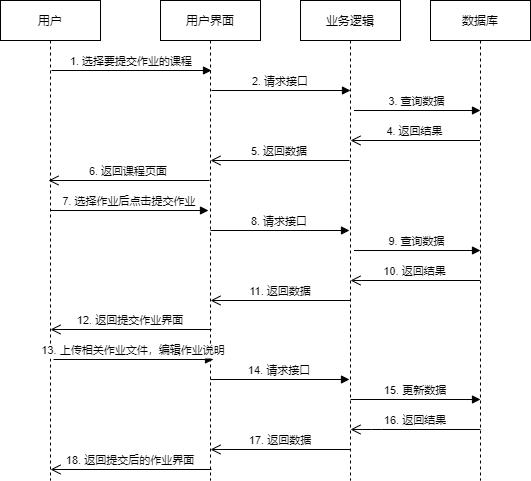 用户
用户界面
业务逻辑
数据库
1. 选择要提交作业的课程
2. 请求接口
3. 查询数据
4. 返回结果
5. 返回数据
6. 返回课程页面
7. 选择作业后点击提交作业
8. 请求接口
9. 查询数据
10. 返回结果
11. 返回数据
12. 返回提交作业界面
13. 上传相关作业文件，编辑作业说明
14. 请求接口
15. 更新数据
16. 返回结果
17. 返回数据
18. 返回提交后的作业界面